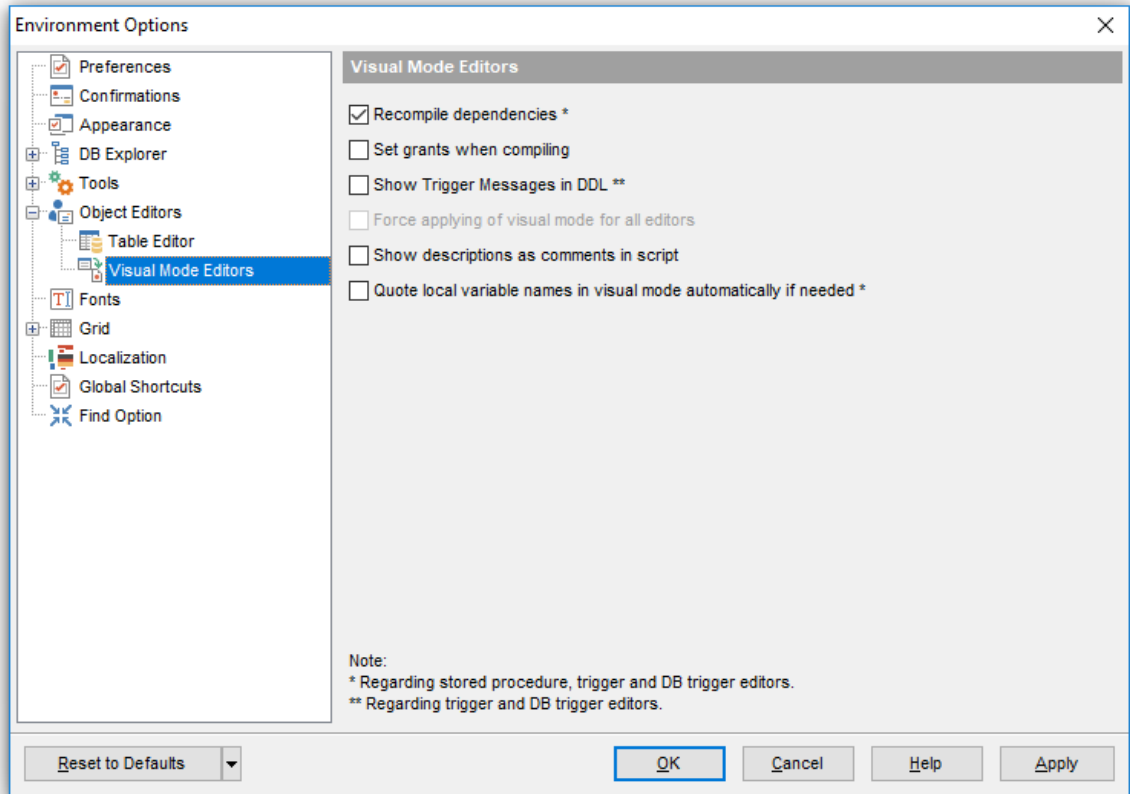 Environment Options
Preferences
Confirmations
Appearance
DB Explorer
Tools
Object Editors
Table Editor
Visual Mode Editors
Fonts
Grid
Localization
Global Shortcuts
Find Option
Visual Mode Editors
Recompile dependencies *
Set grants when compiling
Show Trigger Messages in DDL **
Force applying of visual mode for all editors
Show descriptions as comments in script
Quote local variable names in visual mode automatically if needed *
Note:
* Regarding stored procedure, trigger and DB trigger editors.
** Regarding trigger and DB trigger editors.
Reset to Defaults
OK
Cancel
Help
Apply